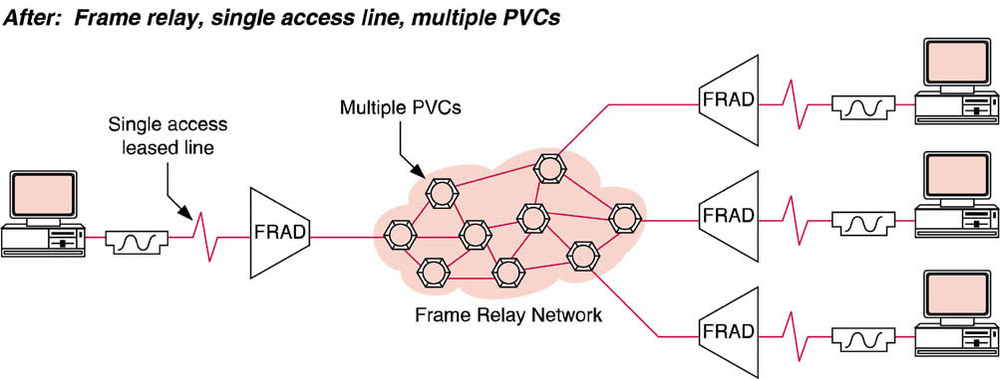 After: Frame relay, single access line, multiple PVCs
Single access
leased line
Multiple PVCs
FRAD
FRAD
FRAD
FRAD
Frame Relay Network